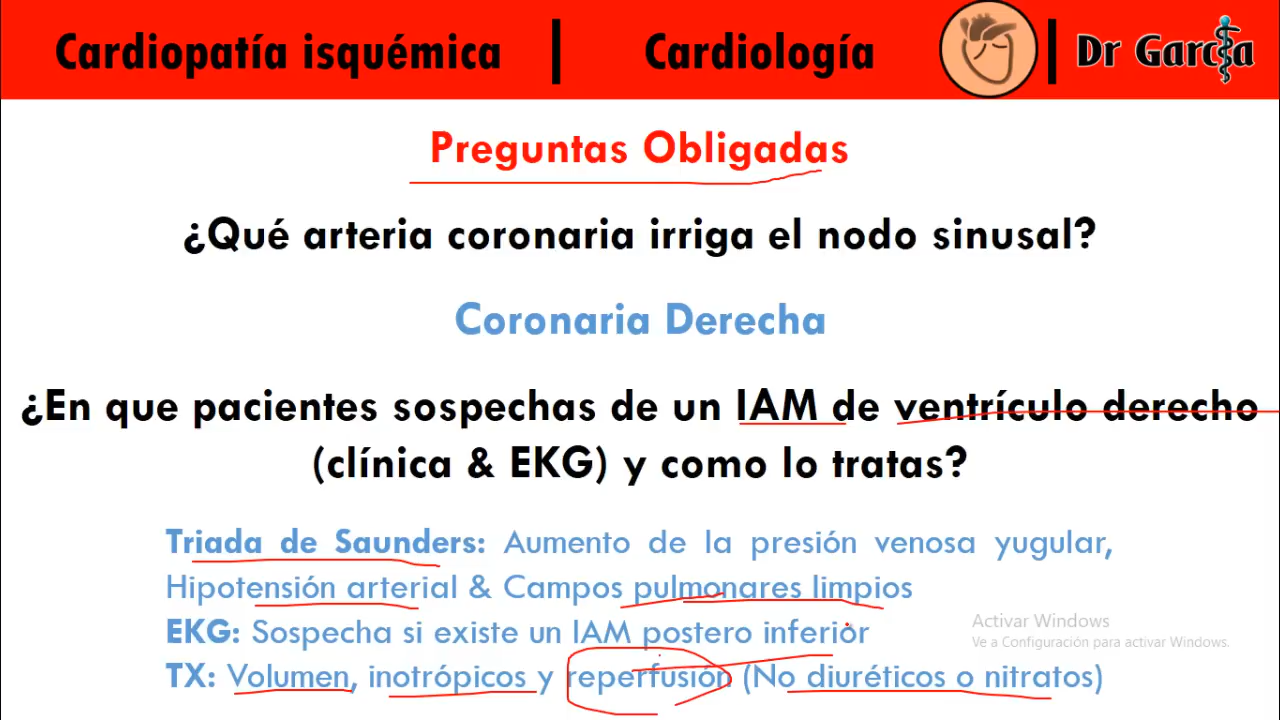 Cardiopatía isquémica | Cardiología | Dr García
Preguntas Obligadas
¿Qué arteria coronaria irriga el nodo sinusal?
Coronaria Derecha
¿En que pacientes sospechas de un IAM de ventrículo derecho
(clínica & EKG) y como lo tratas?
Triada de Saunders: Aumento de la presión venosa yugular,
Hipotensión arterial & Campos pulmonares limpios
EKG: Sospecha si existe un IAM postero inferior
TX: Volumen, inotrópicos y reperfusión (No diuréticos o nitratos)
Activar Windows
Ve a Configuración para activar Windows.